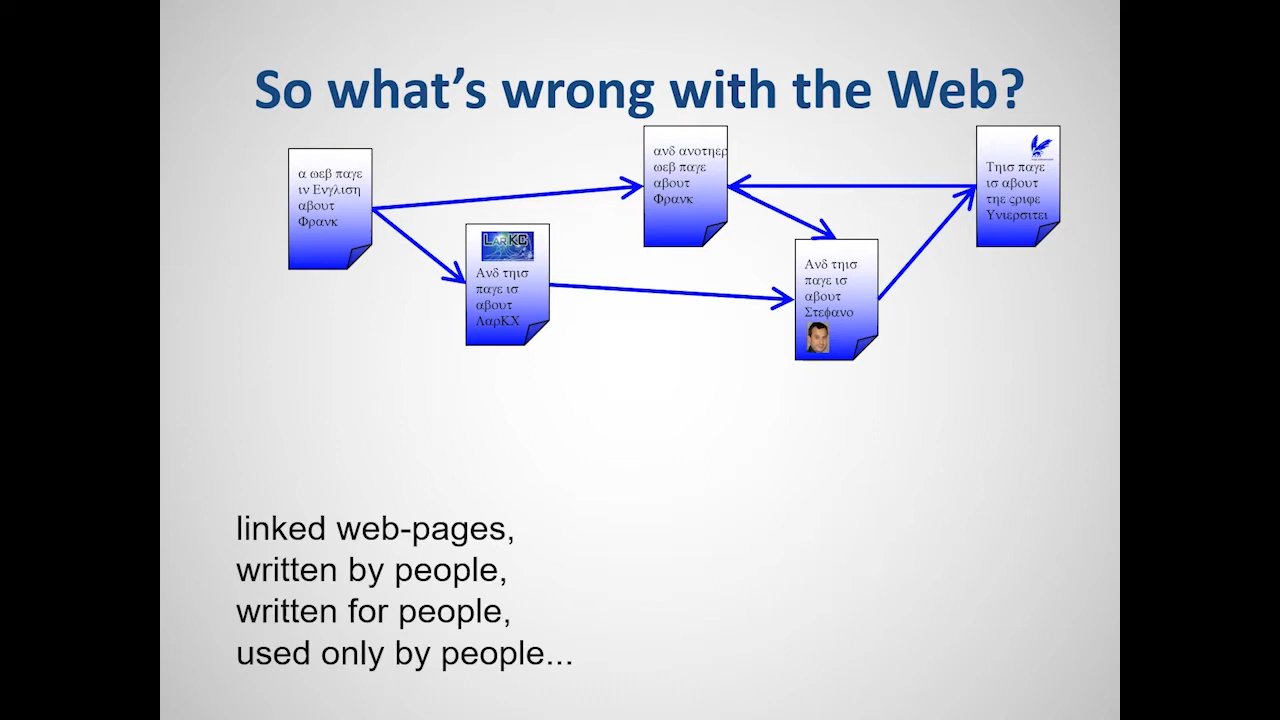 So what's wrong with the Web?
α ωεβ παγε
ιν Ενγλιση
αβουτ
Φρανκ
LARKC
Ανδ τηισ
παγε ισ
αβουτ
ΛαρΚΧ
ανδ ανοτηερ
ωεβ παγε
αβουτ
Φρανκ
Ανδ τηισ
παγε ισ
αβουτ
Στεφανο
Τηισ παγε
ισ αβουτ
τηε ςριφε
Υνιερσιτει
linked web-pages,
written by people,
written for people,
used only by people...